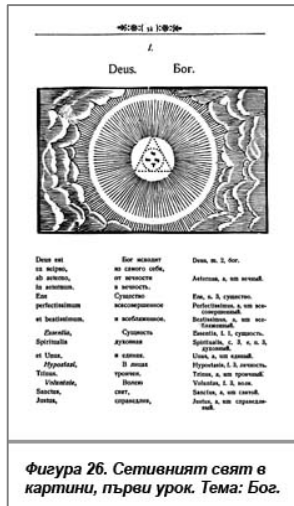 I.
Deus. Бог.
Deus est Бог исходит Deus, m. 2, бог.
ex seipso, из самого себя,
ab aeterno, от вечности Aeternus, a, um вечный.
in aeternum. в вечность.
Ens Существо Ens, n. 3, существо.
perfectissimum всесовершенное Perfectissimus, a, um все-
совершенный.
et beatissimum, и всеблаженное. Beatissimus, a, um все-
блаженный.
Essentia, Сущность Essentia, f. 1, сущность.
Spiritualis духовная Spiritualis, c. 3, e, n. 3,
духовный.
et Unus, и единая. Unus, a, um единый.
Hypostasi, В лицах Hypostasis, f. 3, личность.
Trinus. троичен. Trinus, a, um троичный.
Voluntate, Волею Voluntas, f. 3, воля.
Sanctus, свят, Sanctus, a, um святой.
Justus, справедлив, Justus, a, um справедли-
вый.
Фигура 26. Сетивният свят в
картини, първи урок. Тема: Бог.